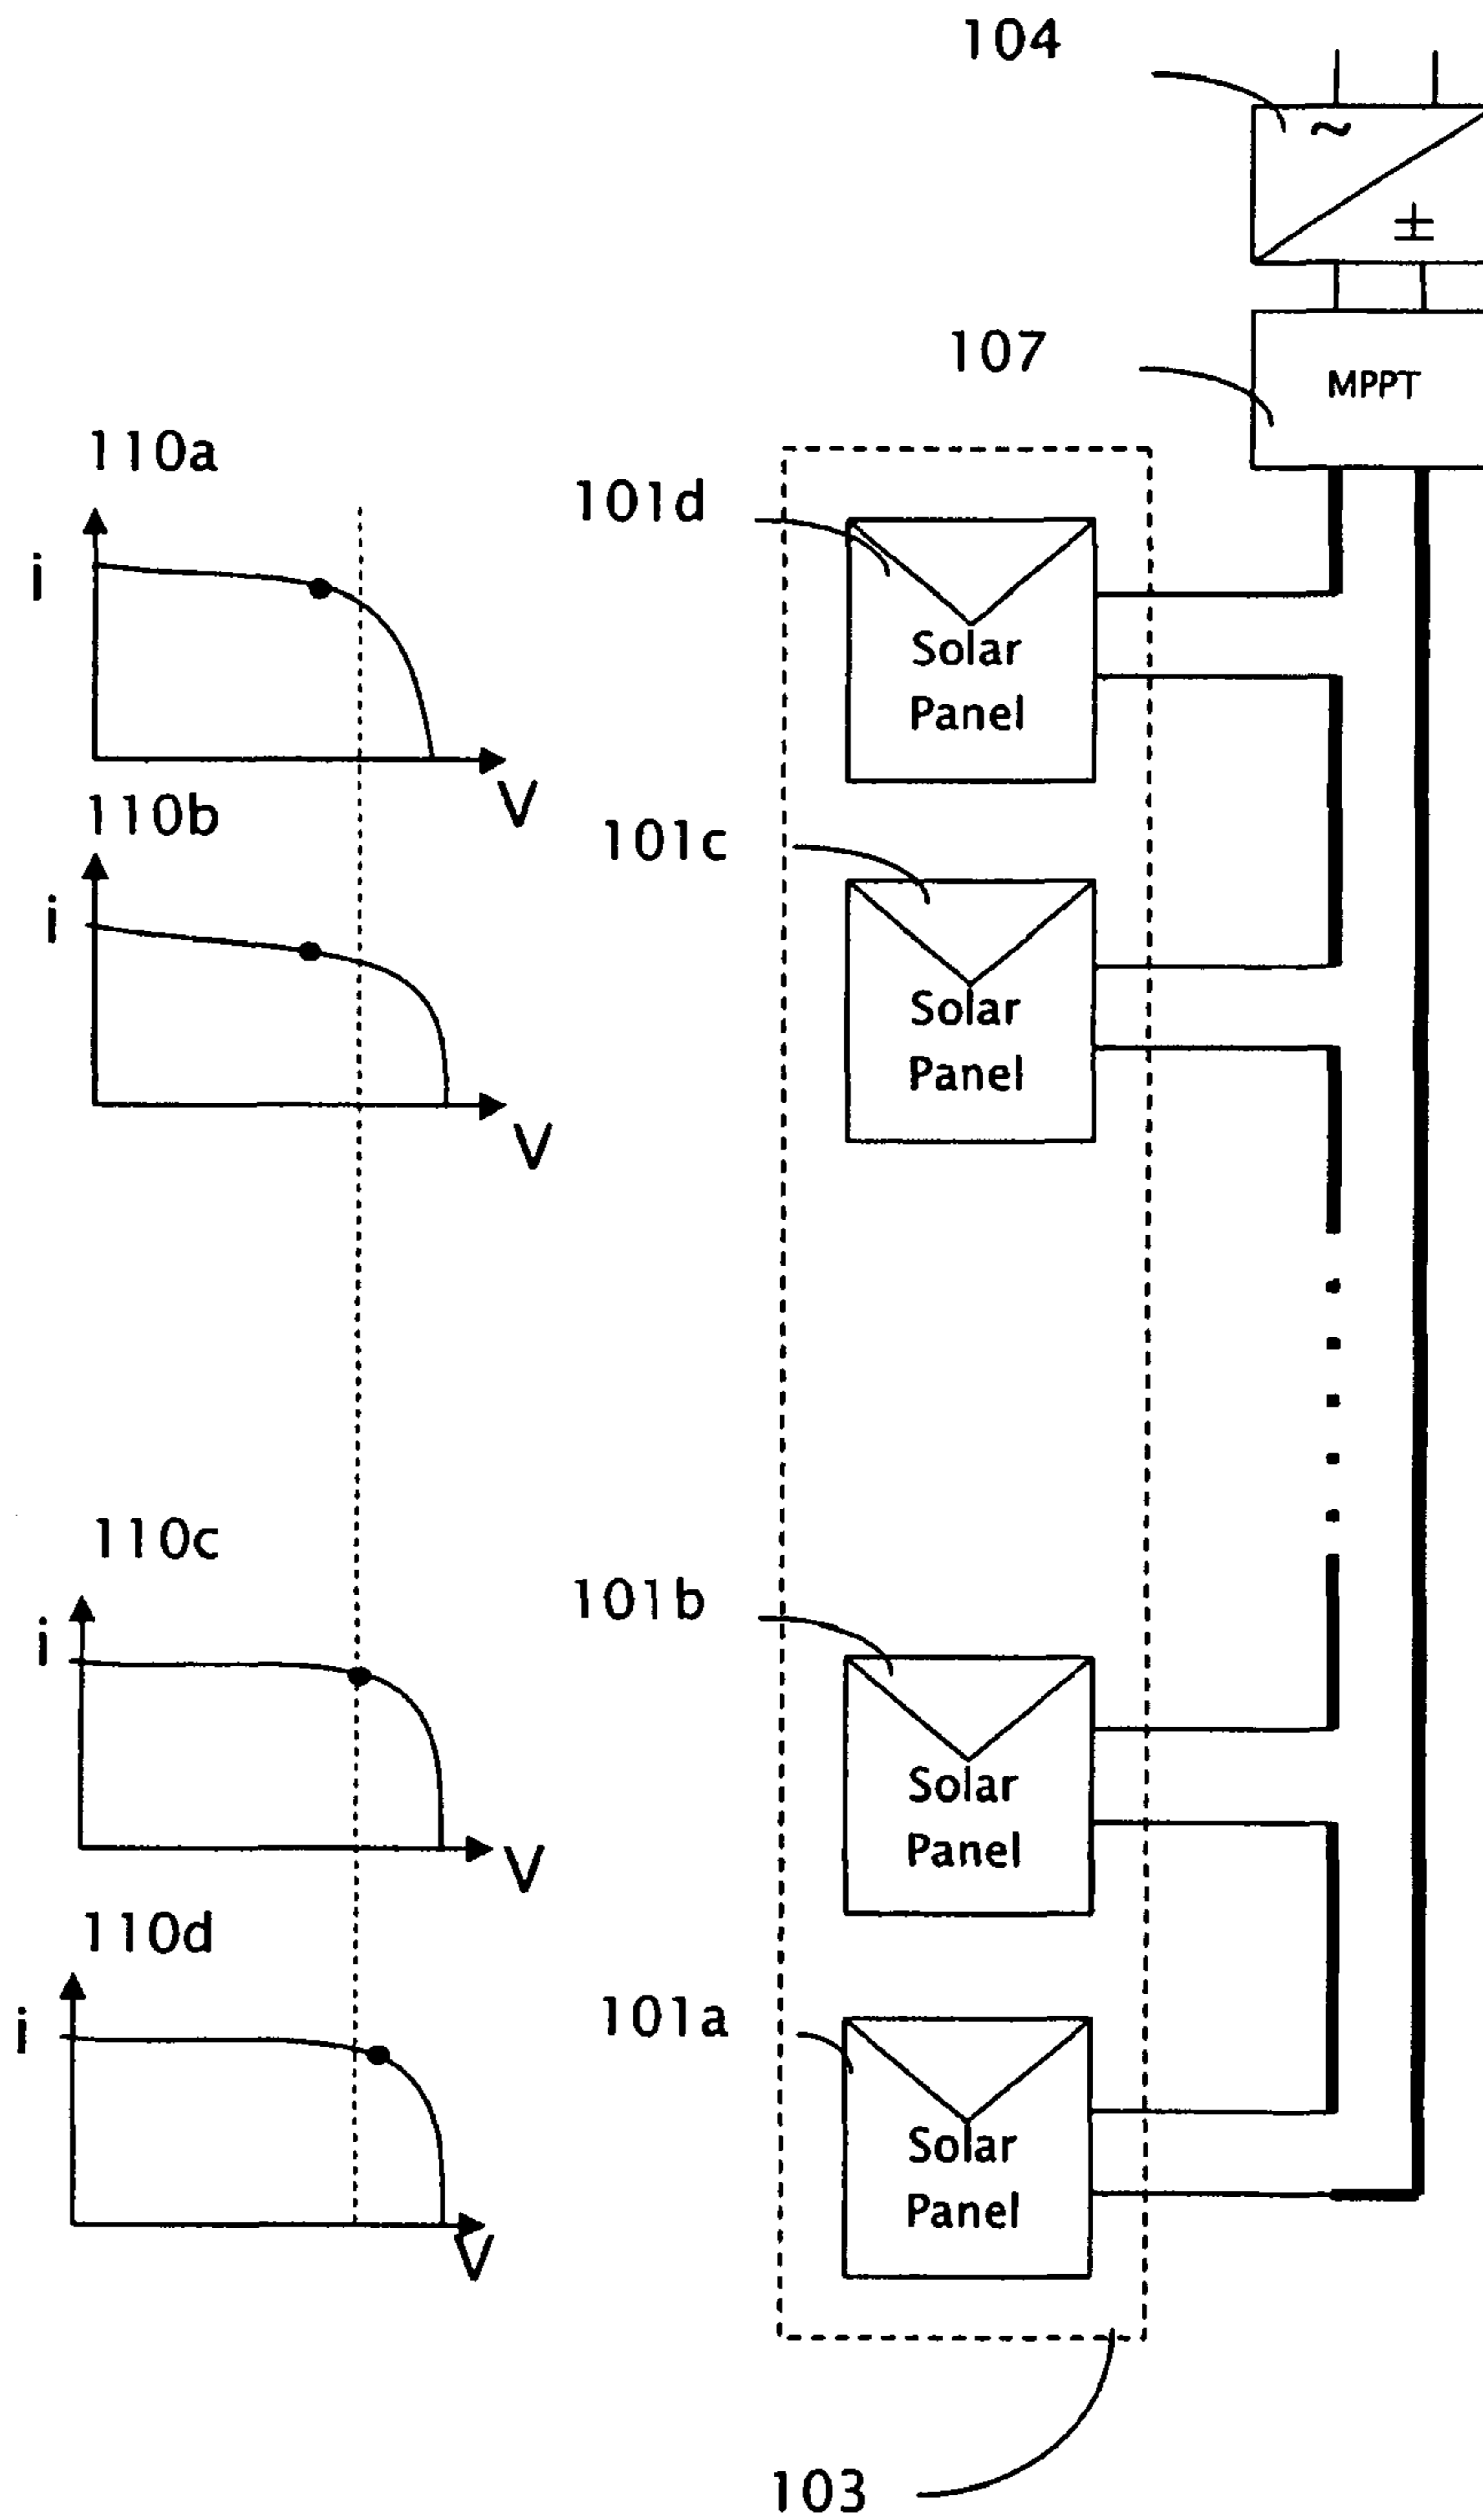 104
~
±
107
MPPT
110a
i
V
101d
Solar
Panel
110b
i
V
101c
Solar
Panel
110c
i
V
101b
Solar
Panel
110d
i
V
101a
Solar
Panel
103